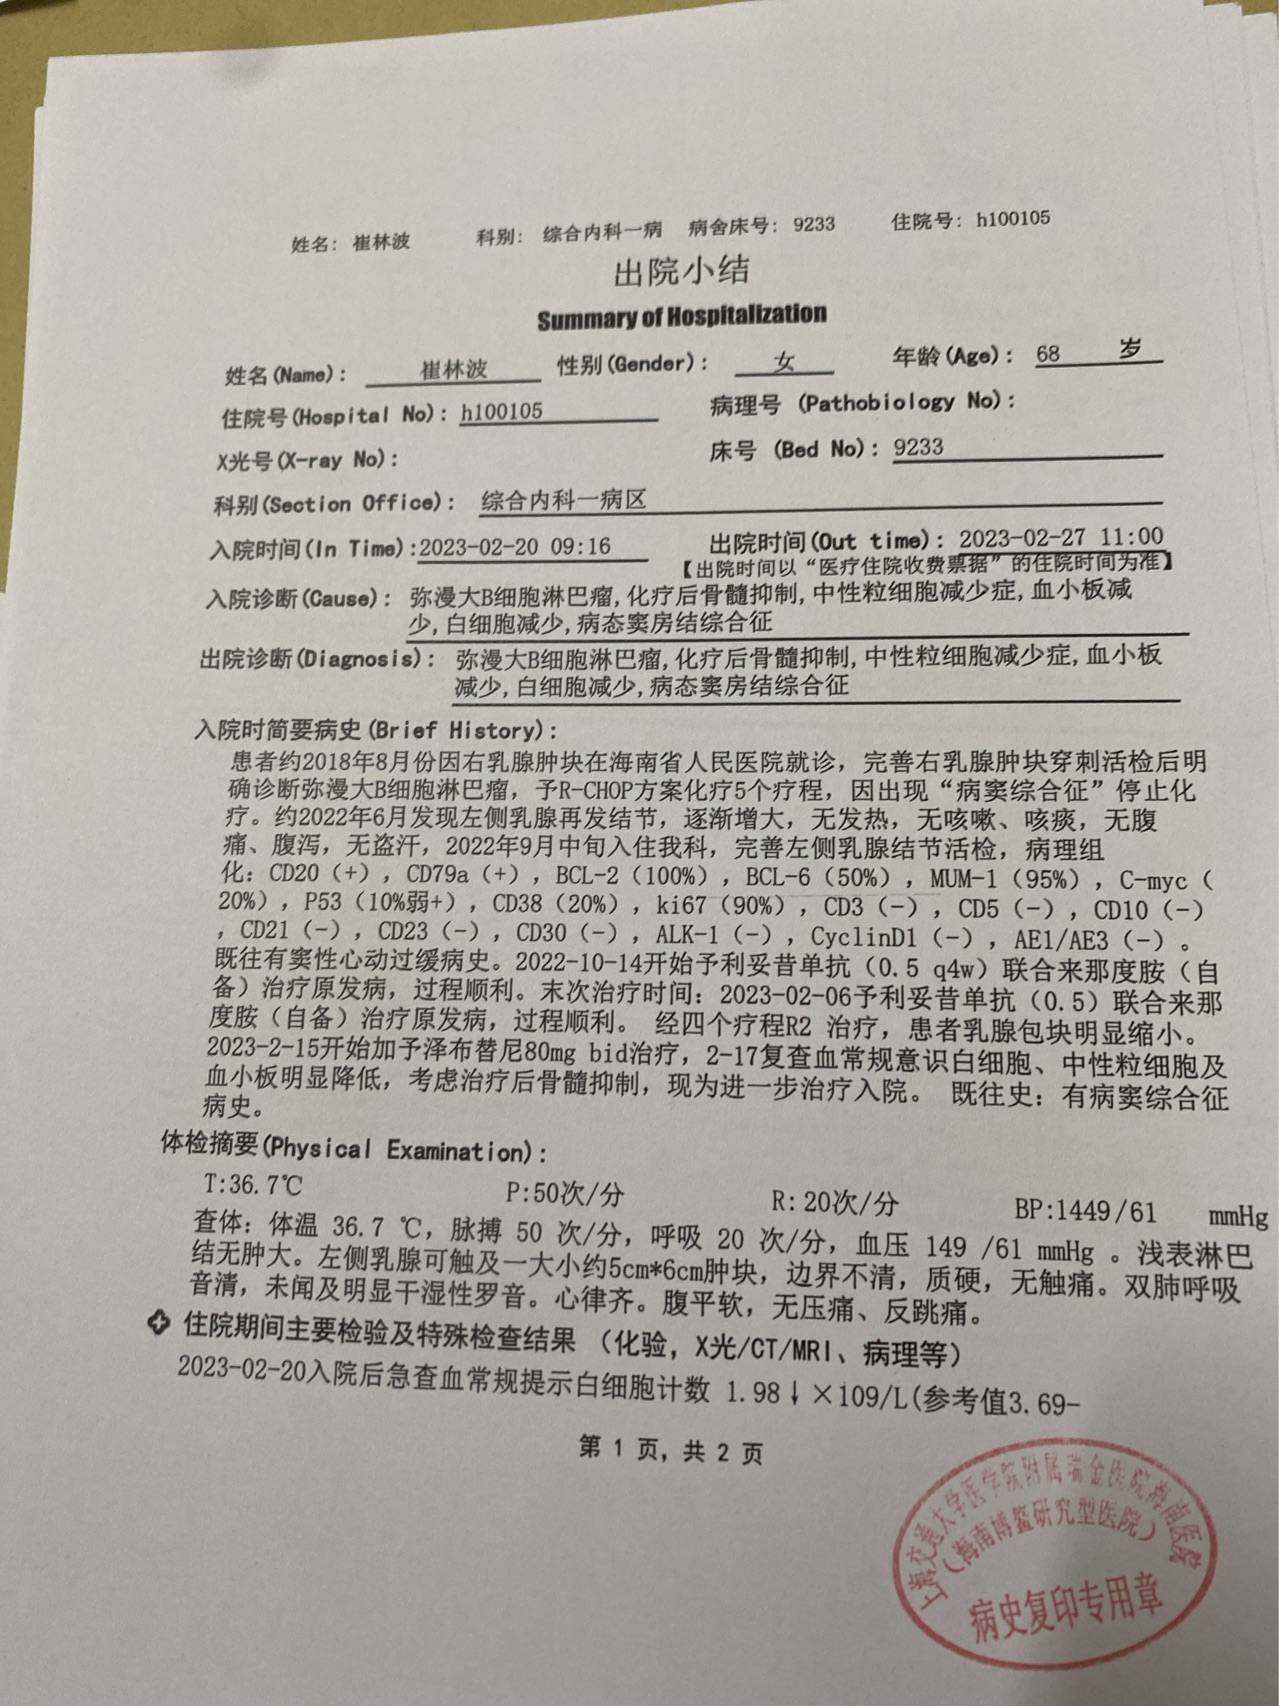 姓名: 崔林波 科别: 综合内科一病 病舍床号: 9233 住院号: h100105
出院小结
Summary of Hospitalization
姓名(Name): 崔林波 性别(Gender): 女 年龄(Age): 68 岁
住院号(Hospital No): h100105 病理号 (Pathobiology No):
X光号(X-ray No): 床号 (Bed No): 9233
科别(Section Office): 综合内科一病区
入院时间(In Time):2023-02-20 09:16 出院时间(Out time): 2023-02-27 11:00
【出院时间以“医疗住院收费票据”的住院时间为准】
入院诊断(Cause): 弥漫大B细胞淋巴瘤,化疗后骨髓抑制,中性粒细胞减少症,血小板减
少,白细胞减少,病态窦房结综合征
出院诊断(Diagnosis): 弥漫大B细胞淋巴瘤,化疗后骨髓抑制,中性粒细胞减少症,血小板
减少,白细胞减少,病态窦房结综合征
入院时简要病史(Brief History):
患者约2018年8月份因右乳腺肿块在海南省人民医院就诊，完善右乳腺肿块穿刺活检后明
确诊断弥漫大B细胞淋巴瘤，予R-CHOP方案化疗5个疗程，因出现“病窦综合征”停止化
疗。约2022年6月发现左侧乳腺再发结节，逐渐增大，无发热，无咳嗽、咳痰，无腹
痛、腹泻，无盗汗，2022年9月中旬入住我科，完善左侧乳腺结节活检，病理组
化：CD20（+），CD79a（+），BCL-2（100%），BCL-6（50%），MUM-1（95%），C-myc（
20%），P53（10%弱+），CD38（20%），ki67（90%），CD3（-），CD5（-），CD10（-）
，CD21（-），CD23（-），CD30（-），ALK-1（-），CyclinD1（-），AE1/AE3（-）。
既往有窦性心动过缓病史。2022-10-14开始予利妥昔单抗（0.5 q4w）联合来那度胺（自
备）治疗原发病，过程顺利。末次治疗时间：2023-02-06予利妥昔单抗（0.5）联合来那
度胺（自备）治疗原发病，过程顺利。 经四个疗程R2 治疗，患者乳腺包块明显缩小。
2023-2-15开始加予泽布替尼80mg bid治疗，2-17复查血常规意识白细胞、中性粒细胞及
血小板明显降低，考虑治疗后骨髓抑制，现为进一步治疗入院。 既往史：有病窦综合征
病史。
体检摘要(Physical Examination):
T:36.7℃ P:50次/分 R: 20次/分 BP:1449/61 mmHg
查体：体温 36.7 ℃，脉搏 50 次/分，呼吸 20 次/分，血压 149 /61 mmHg 。浅表淋巴
结无肿大。左侧乳腺可触及一大小约5cm*6cm肿块，边界不清，质硬，无触痛。双肺呼吸
音清，未闻及明显干湿性罗音。心律齐。腹平软，无压痛、反跳痛。
住院期间主要检验及特殊检查结果 （化验，X光/CT/MRI、病理等）
2023-02-20入院后急查血常规提示白细胞计数 1.98↓×109/L(参考值3.69-
第 1 页, 共 2 页
上海交通大学医学院附属瑞金医院海南医院
（海南博鳌研究型医院）
病史复印专用章